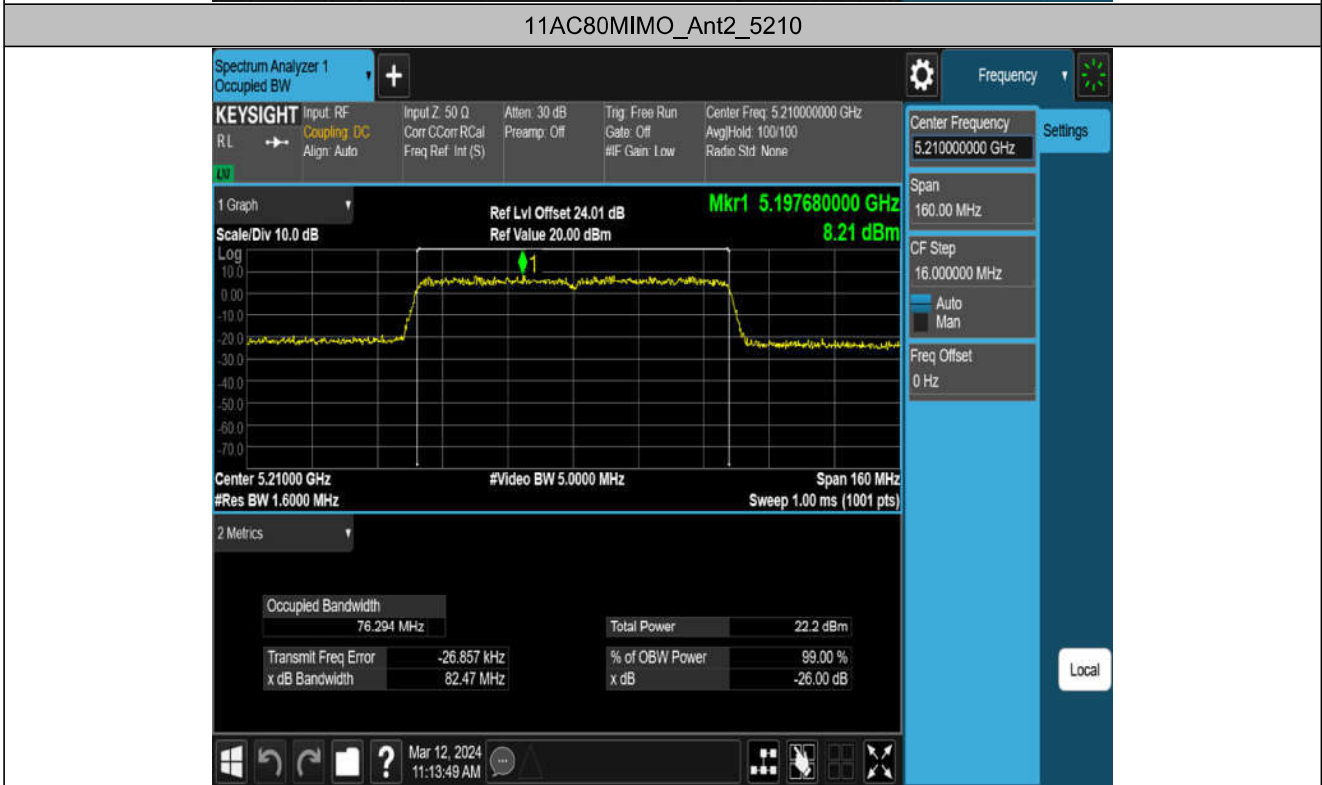 11AC80MIMO_Ant2_5210
Spectrum Analyzer 1
Occupied BW
+
Frequency
KEYSIGHT
RL
LXI
Input: RF
Coupling: DC
Align: Auto
Input Z: 50 Ω
Corr CCorr RCal
Freq Ref: Int (S)
Atten: 30 dB
Preamp: Off
Trig: Free Run
Gate: Off
#IF Gain: Low
Center Freq: 5.210000000 GHz
Avg|Hold: 100/100
Radio Std: None
Center Frequency
5.210000000 GHz
Settings
Span
160.00 MHz
CF Step
16.000000 MHz
Auto
Man
Freq Offset
0 Hz
1 Graph
Scale/Div 10.0 dB
Ref Lvl Offset 24.01 dB
Ref Value 20.00 dBm
Mkr1 5.197680000 GHz
8.21 dBm
Log
10.0
0.00
-10.0
-20.0
-30.0
-40.0
-50.0
-60.0
-70.0
1
Center 5.21000 GHz
#Res BW 1.6000 MHz
#Video BW 5.0000 MHz
Span 160 MHz
Sweep 1.00 ms (1001 pts)
2 Metrics
Occupied Bandwidth
76.294 MHz
Total Power 22.2 dBm
Transmit Freq Error -26.857 kHz
% of OBW Power 99.00 %
x dB Bandwidth 82.47 MHz
x dB -26.00 dB
Local
?
Mar 12, 2024
11:13:49 AM